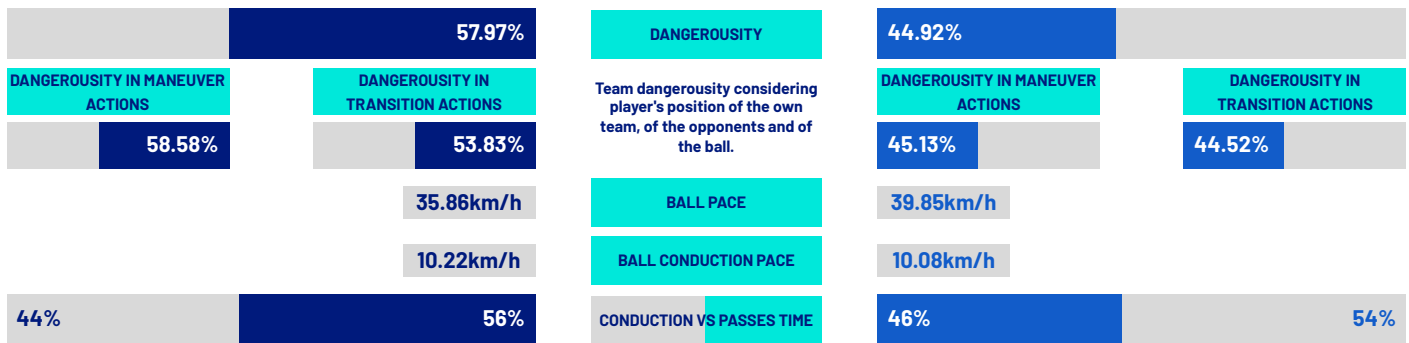 57.97%
DANGEROUSITY
44.92%
DANGEROUSITY IN MANEUVER
ACTIONS
DANGEROUSITY IN
TRANSITION ACTIONS
58.58%
53.83%
Team dangerousity considering
player's position of the own
team, of the opponents and of
the ball.
DANGEROUSITY IN MANEUVER
ACTIONS
DANGEROUSITY IN
TRANSITION ACTIONS
45.13%
44.52%
35.86km/h
BALL PACE
39.85km/h
10.22km/h
BALL CONDUCTION PACE
10.08km/h
44%
56%
CONDUCTION VS PASSES TIME
46%
54%